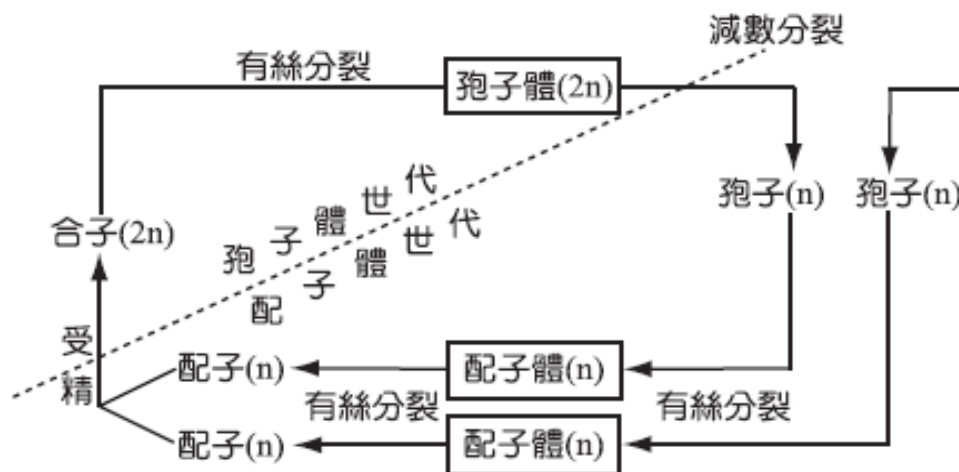 減數分裂
有絲分裂
孢子體(2n)
孢子(n)
孢子(n)
合子(2n)
孢子體世代
配子體世代
受精
配子(n)
配子體(n)
有絲分裂
有絲分裂
配子(n)
配子體(n)